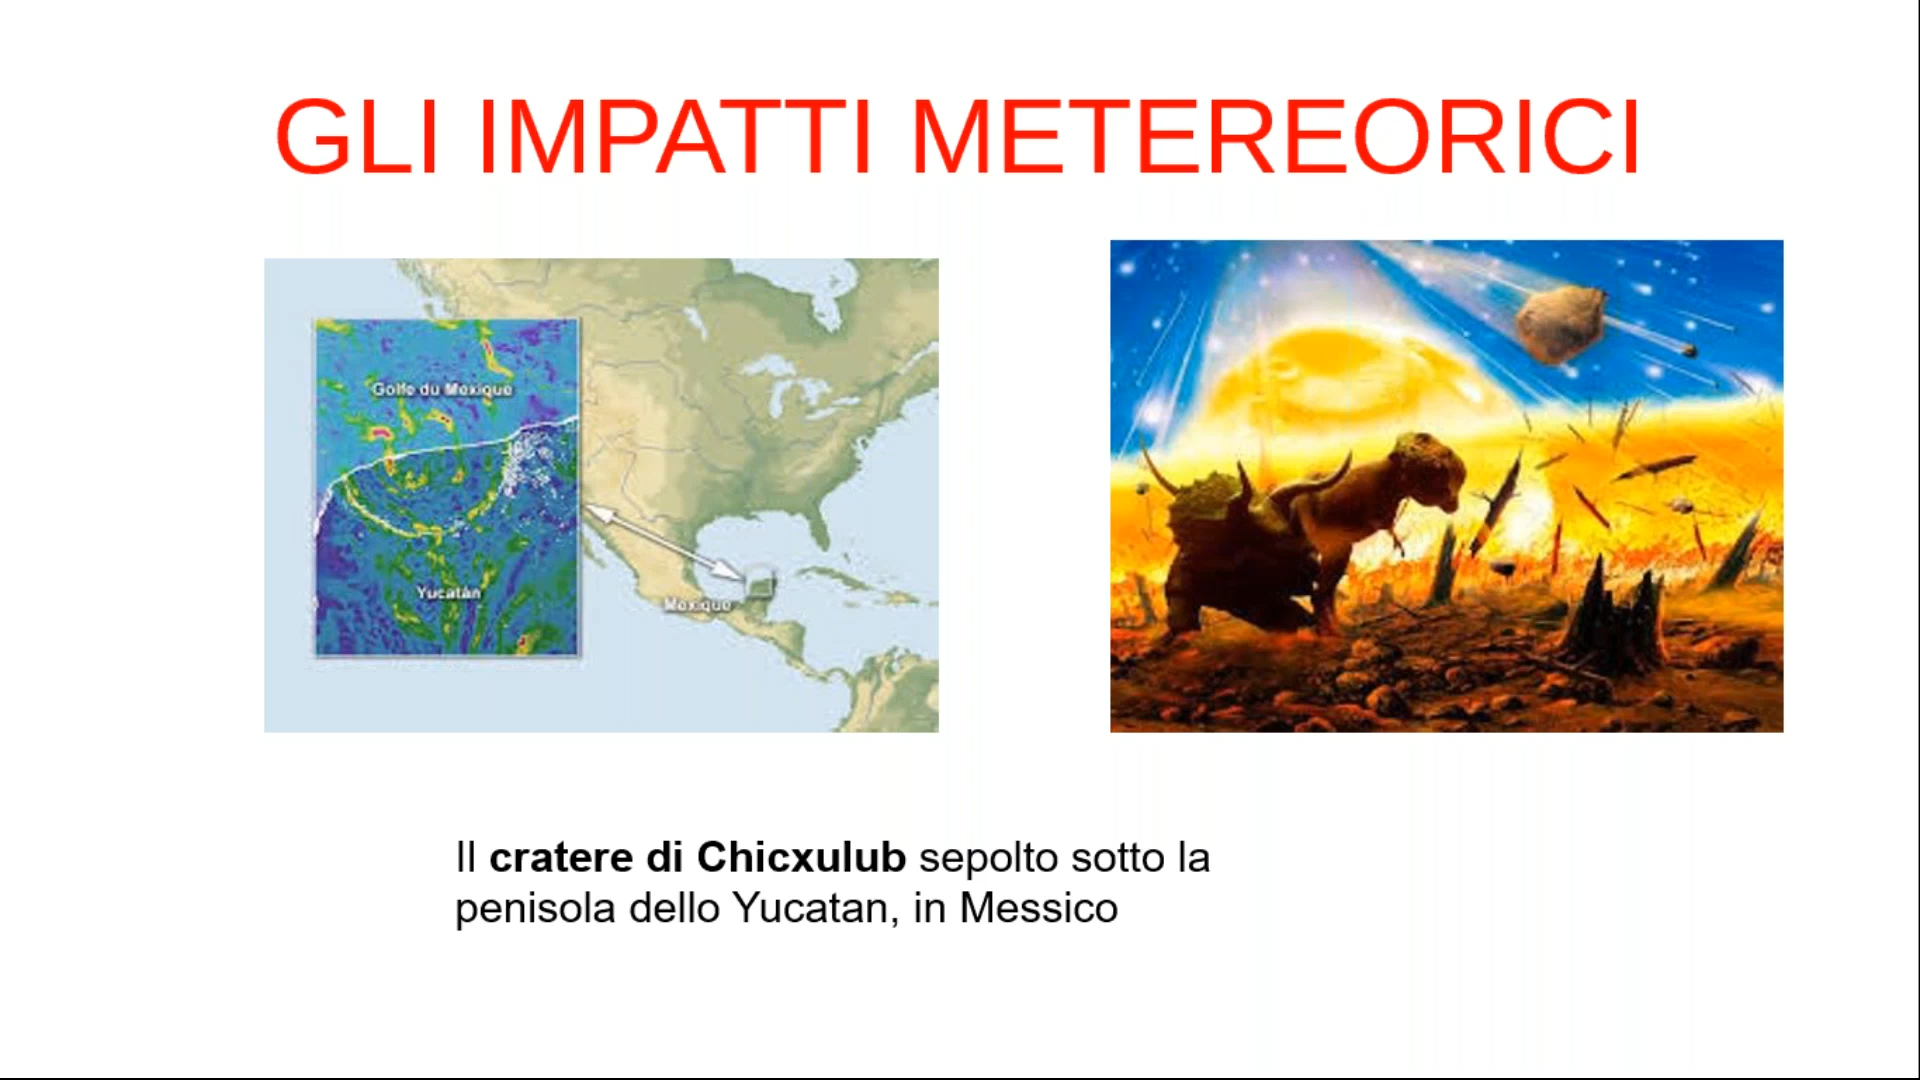 GLI IMPATTI METEREORICI
Golfe du Mexique
Yucatán
Mexique
Il cratere di Chicxulub sepolto sotto la
penisola dello Yucatan, in Messico